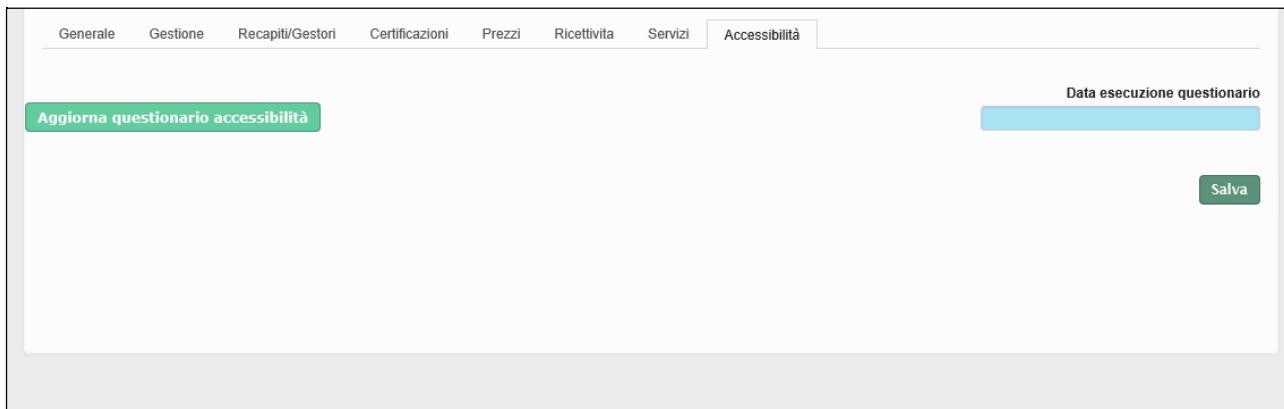 Generale Gestione Recapiti/Gestori Certificazioni Prezzi Ricettivita Servizi Accessibilità
Data esecuzione questionario
Aggiorna questionario accessibilità
Salva